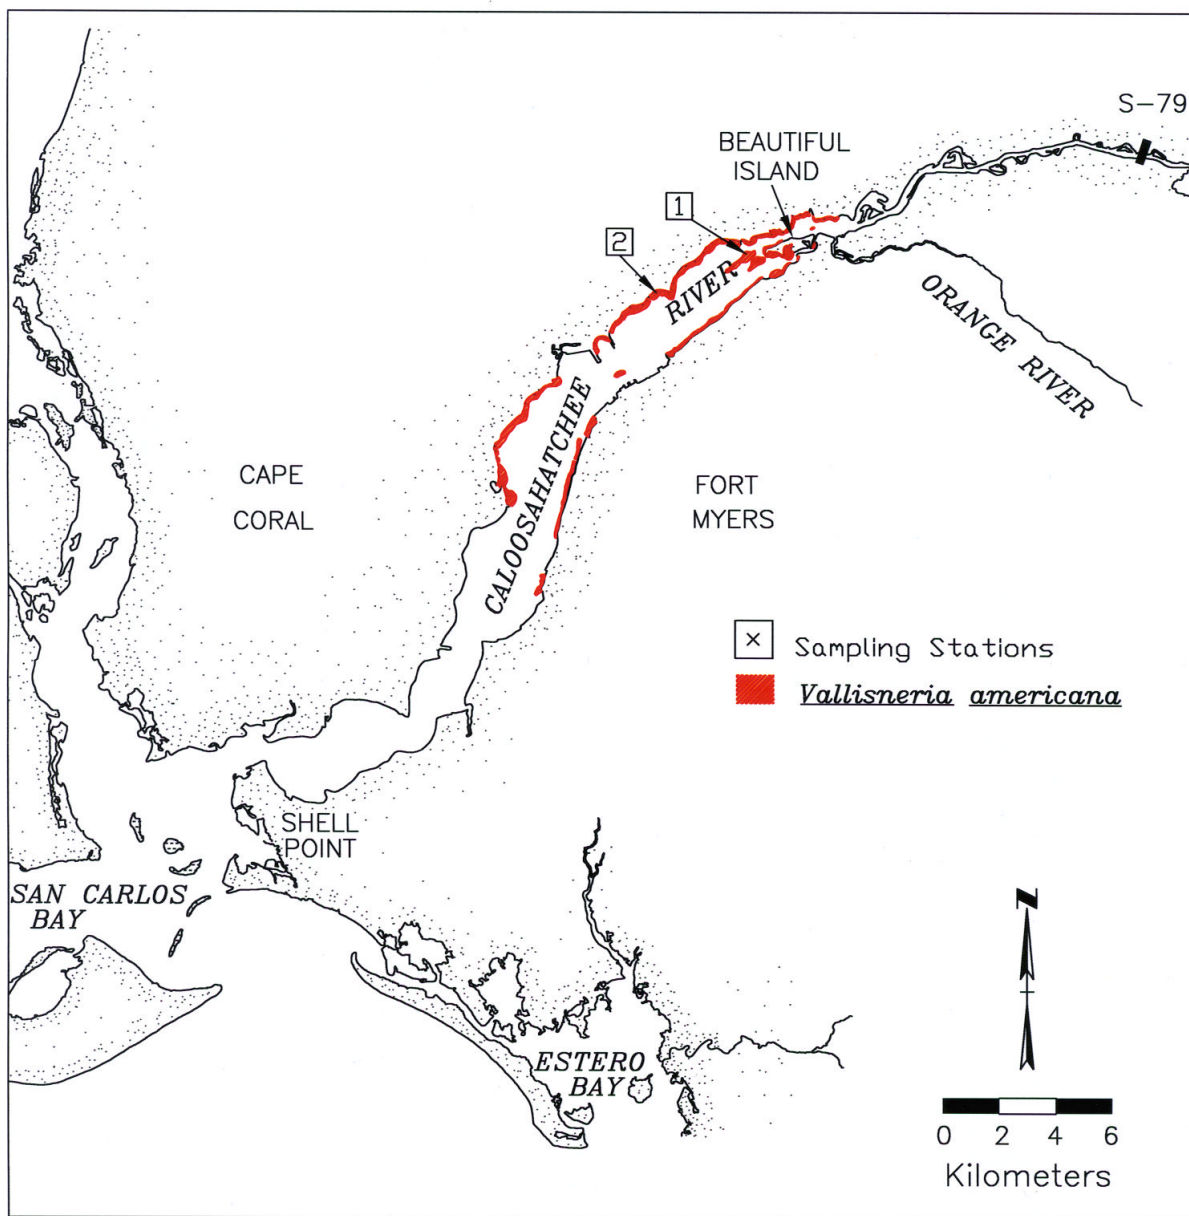 S-79
BEAUTIFUL
ISLAND
1
2
RIVER
ORANGE RIVER
CALOOSAHATCHEE
CAPE
CORAL
FORT
MYERS
× Sampling Stations
Vallisneria americana
SHELL
POINT
SAN CARLOS
BAY
N
ESTERO
BAY
0 2 4 6
Kilometers